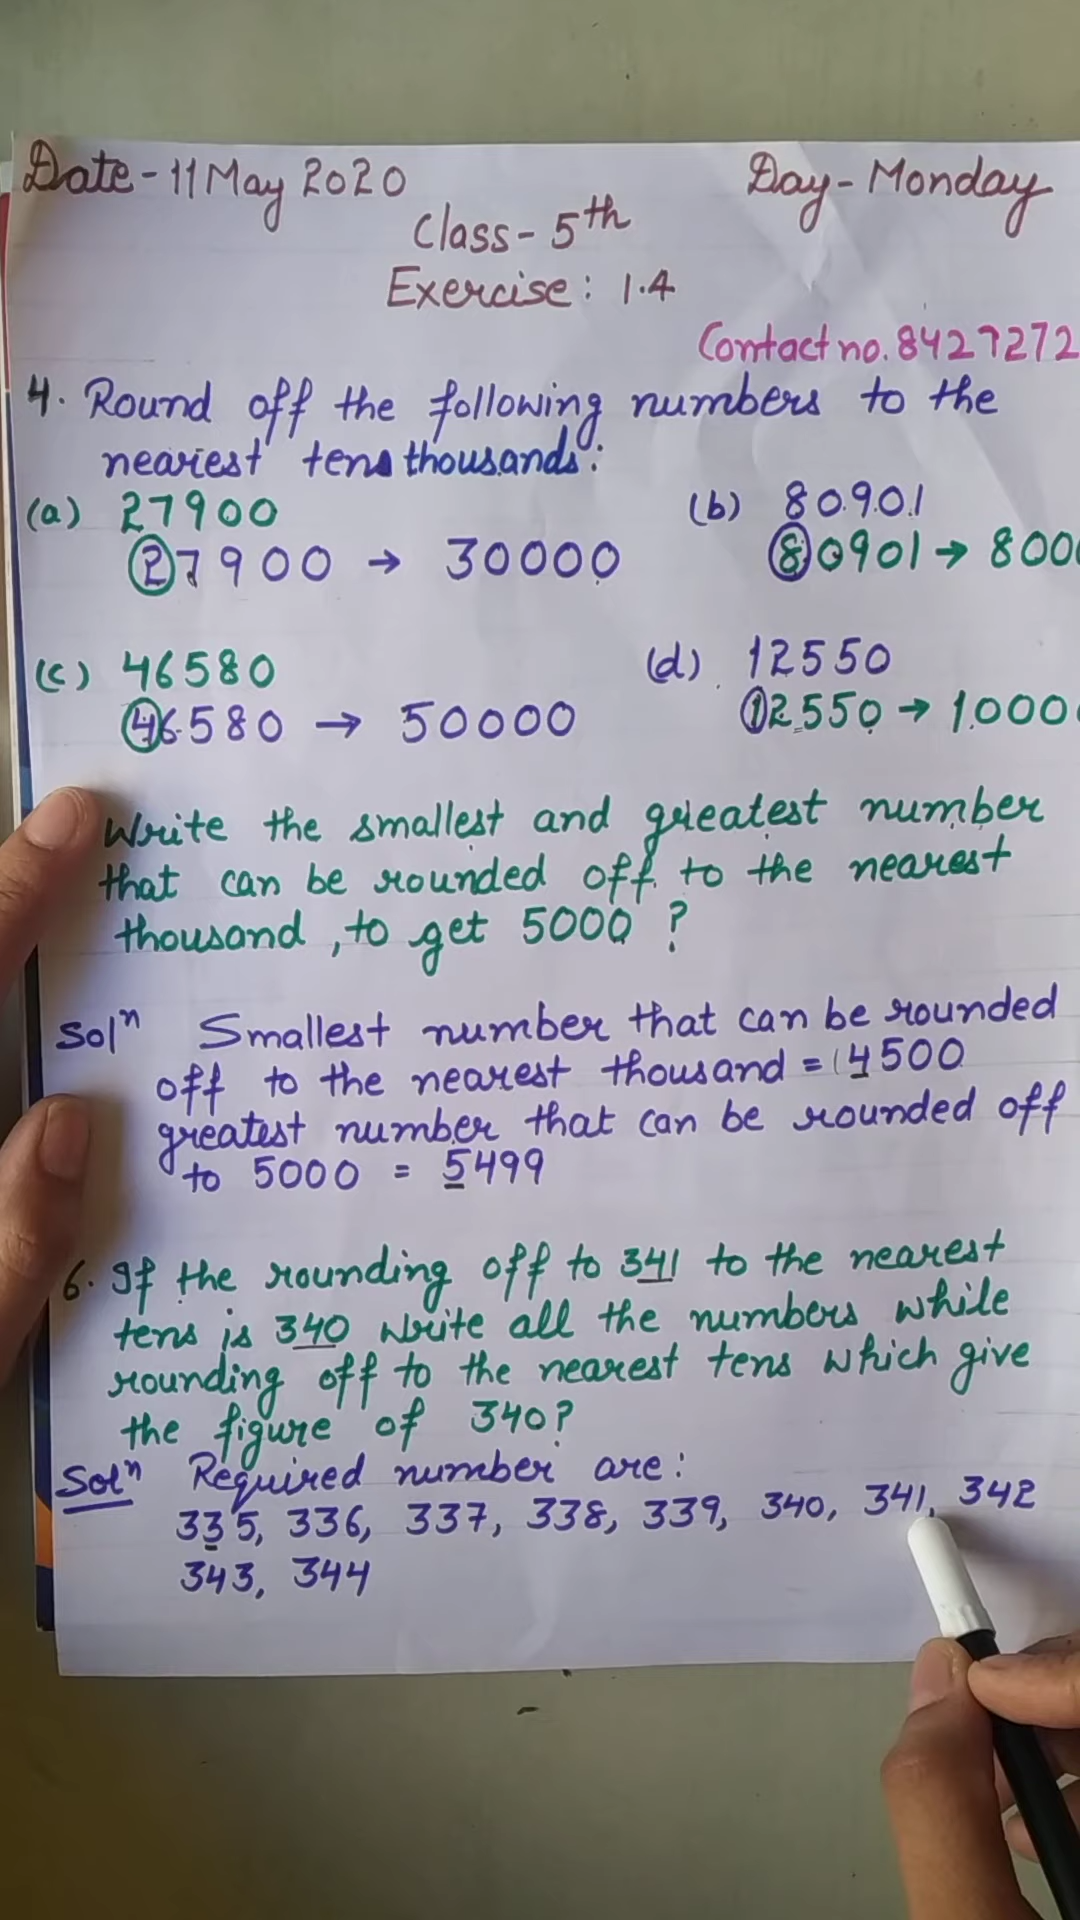 Date - 11 May 2020 Day - Monday
Class - 5th
Exercise : 1.4
Contact no. 8427272
4. Round off the following numbers to the
nearest tens thousands :
(a) 27900 (b) 80901
27900 → 30000 80901 → 800
(c) 46580 (d) 12550
46580 → 50000 12550 → 1000
Write the smallest and greatest number
that can be rounded off to the nearest
thousand, to get 5000 ?
Solⁿ Smallest number that can be rounded
off to the nearest thousand = 4500
greatest number that can be rounded off
to 5000 = 5499
6. If the rounding off to 341 to the nearest
tens is 340 write all the numbers while
rounding off to the nearest tens which give
the figure of 340?
Solⁿ Required number are :
335, 336, 337, 338, 339, 340, 341, 342
343, 344